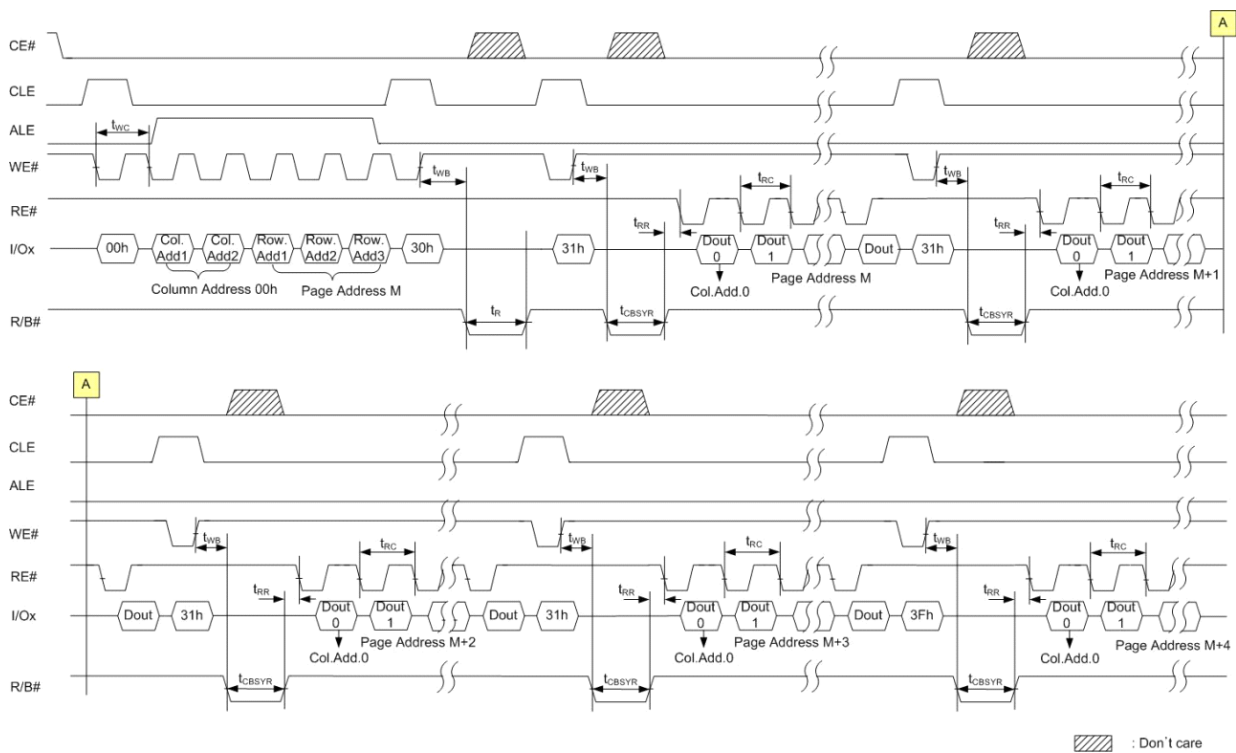 A
CE#
CLE
ALE
tWC
WE#
tWB
tWB
tWB
RE#
tRR
tRC
tRR
tRC
I/Ox
00h
Col. Add1
Col. Add2
Row. Add1
Row. Add2
Row. Add3
30h
31h
Dout 0
Dout 1
Dout
31h
Dout 0
Dout 1
Column Address 00h
Page Address M
Col.Add.0
Page Address M
Col.Add.0
Page Address M+1
R/B#
tR
tCBSYR
tCBSYR
A
CE#
CLE
ALE
WE#
tWB
tWB
tWB
RE#
tRR
tRC
tRR
tRC
tRR
tRC
I/Ox
Dout
31h
Dout 0
Dout 1
Dout
31h
Dout 0
Dout 1
Dout
3Fh
Dout 0
Dout 1
Col.Add.0
Page Address M+2
Col.Add.0
Page Address M+3
Col.Add.0
Page Address M+4
R/B#
tCBSYR
tCBSYR
tCBSYR
: Don`t care